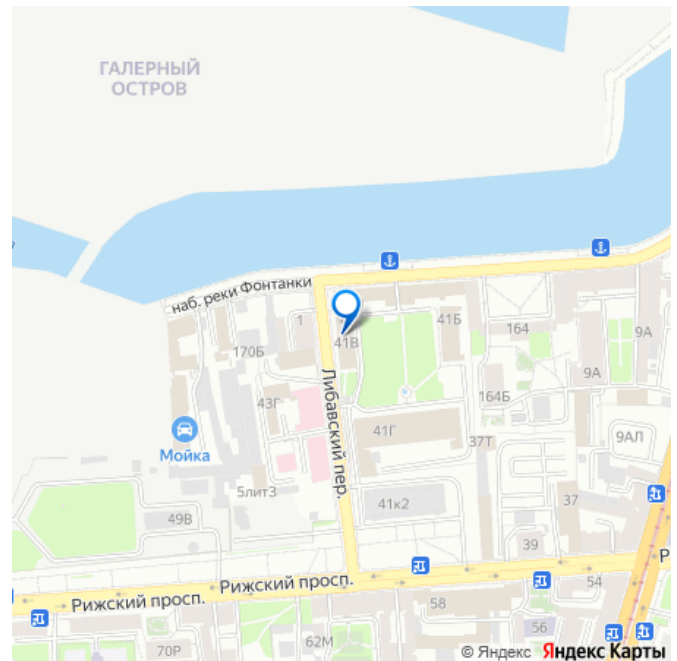 ГАЛЕРНЫЙ
ОСТРОВ
наб. реки Фонтанки
1
41В
41Б
164
9А
170Б
9А
43Г
164Б
Либавский пер.
41Г
37Т
9АЛ
Мойка
5лит3
41к2
37
49В
39
Рижский просп.
54
Р
Рижский просп.
58
56
62М
70Р
© Яндекс Яндекс Карты